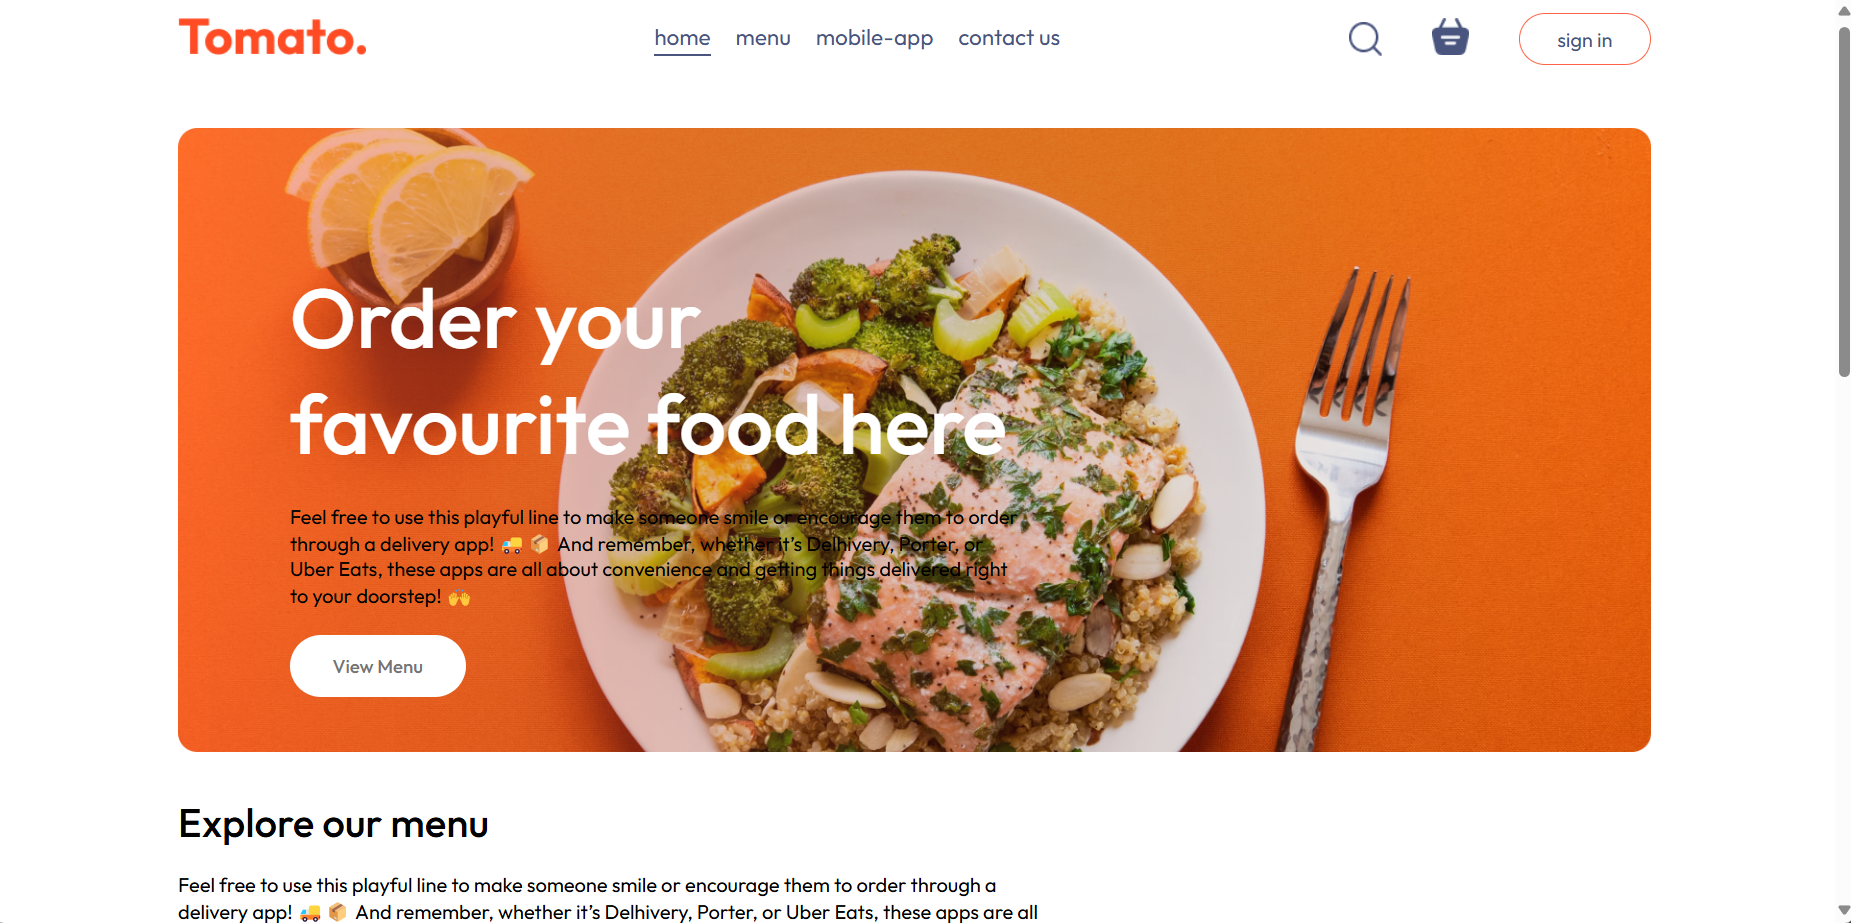 Tomato.
home menu mobile-app contact us
sign in
Order your
favourite food here
Feel free to use this playful line to make someone smile or encourage them to order
through a delivery app! 🚚 📦 And remember, whether it’s Delhivery, Porter, or
Uber Eats, these apps are all about convenience and getting things delivered right
to your doorstep! 🙌
View Menu
Explore our menu
Feel free to use this playful line to make someone smile or encourage them to order through a
delivery app! 🚚 📦 And remember, whether it’s Delhivery, Porter, or Uber Eats, these apps are all